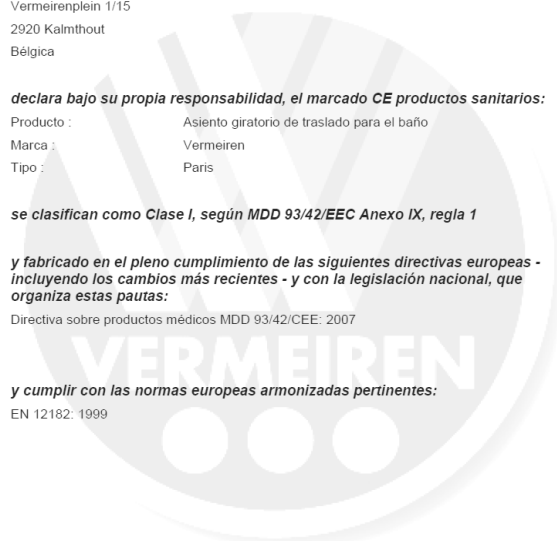 Vermeirenplein 1/15
2920 Kalmthout
Bélgica
declara bajo su propia responsabilidad, el marcado CE productos sanitarios:
Producto : Asiento giratorio de traslado para el baño
Marca : Vermeiren
Tipo : Paris
se clasifican como Clase I, según MDD 93/42/EEC Anexo IX, regla 1
y fabricado en el pleno cumplimiento de las siguientes directivas europeas -
incluyendo los cambios más recientes - y con la legislación nacional, que
organiza estas pautas:
Directiva sobre productos médicos MDD 93/42/CEE: 2007
VERMEIREN
y cumplir con las normas europeas armonizadas pertinentes:
EN 12182: 1999